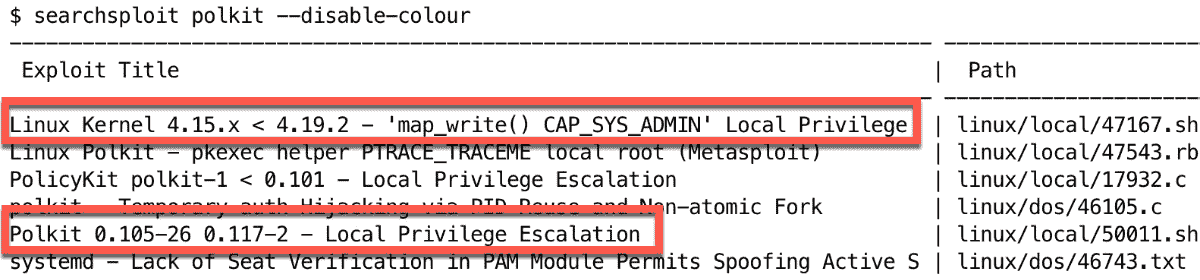 $ searchsploit polkit --disable-colour
--------------------------------------------------------------------------------------- ------------------------
Exploit Title | Path
--------------------------------------------------------------------------------------- ------------------------
Linux Kernel 4.15.x < 4.19.2 - 'map_write() CAP_SYS_ADMIN' Local Privilege | linux/local/47167.sh
Linux Polkit - pkexec helper PTRACE_TRACEME local root (Metasploit) | linux/local/47543.rb
PolicyKit polkit-1 < 0.101 - Local Privilege Escalation | linux/local/17932.c
polkit - Temporary auth Hijacking via PID Reuse and Non-atomic Fork | linux/dos/46105.c
Polkit 0.105-26 0.117-2 - Local Privilege Escalation | linux/local/50011.sh
systemd - Lack of Seat Verification in PAM Module Permits Spoofing Active S | linux/dos/46743.txt